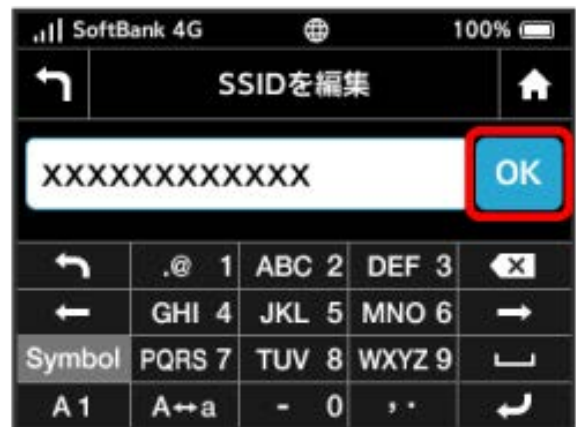 SoftBank 4G 100%
SSIDを編集
XXXXXXXXXXXX OK
.@ 1 ABC 2 DEF 3
GHI 4 JKL 5 MNO 6
Symbol PQRS 7 TUV 8 WXYZ 9
A1 A↔a - 0 , ･